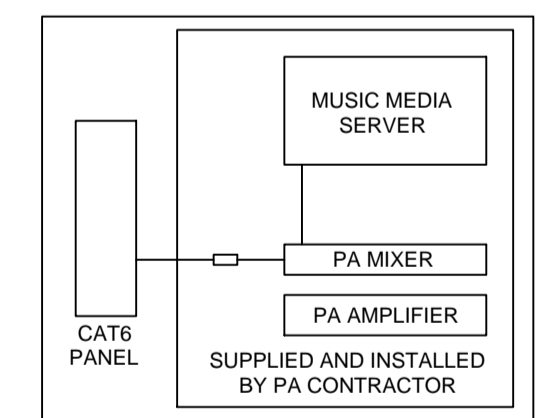 MUSIC MEDIA
SERVER
PA MIXER
PA AMPLIFIER
CAT6
PANEL
SUPPLIED AND INSTALLED
BY PA CONTRACTOR